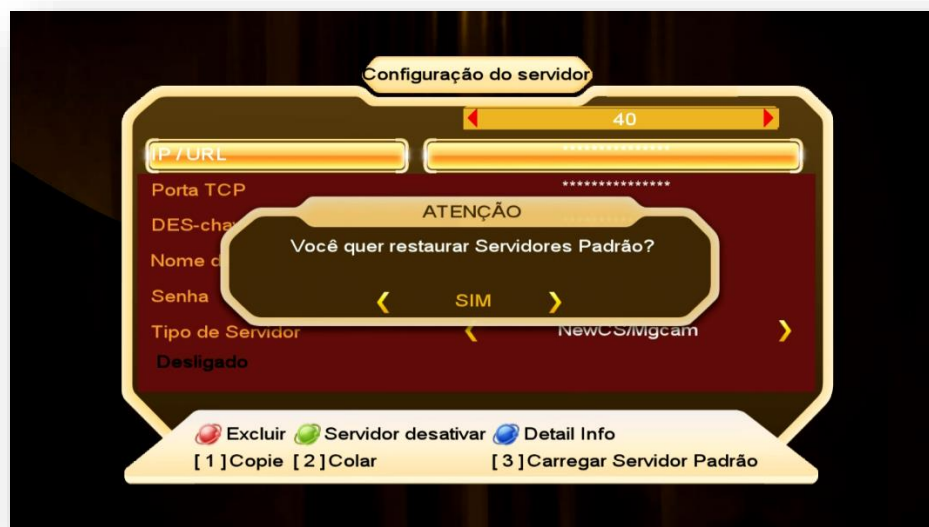 Configuração do servidor
40
IP / URL ***************
Porta TCP ***************
DES-cha
ATENÇÃO
Você quer restaurar Servidores Padrão?
Nome d
Senha
SIM
Tipo de Servidor NewCS/Mgcam
Desligado
Excluir Servidor desativar Detail Info
[ 1 ]Copie [ 2 ]Colar [ 3 ]Carregar Servidor Padrão